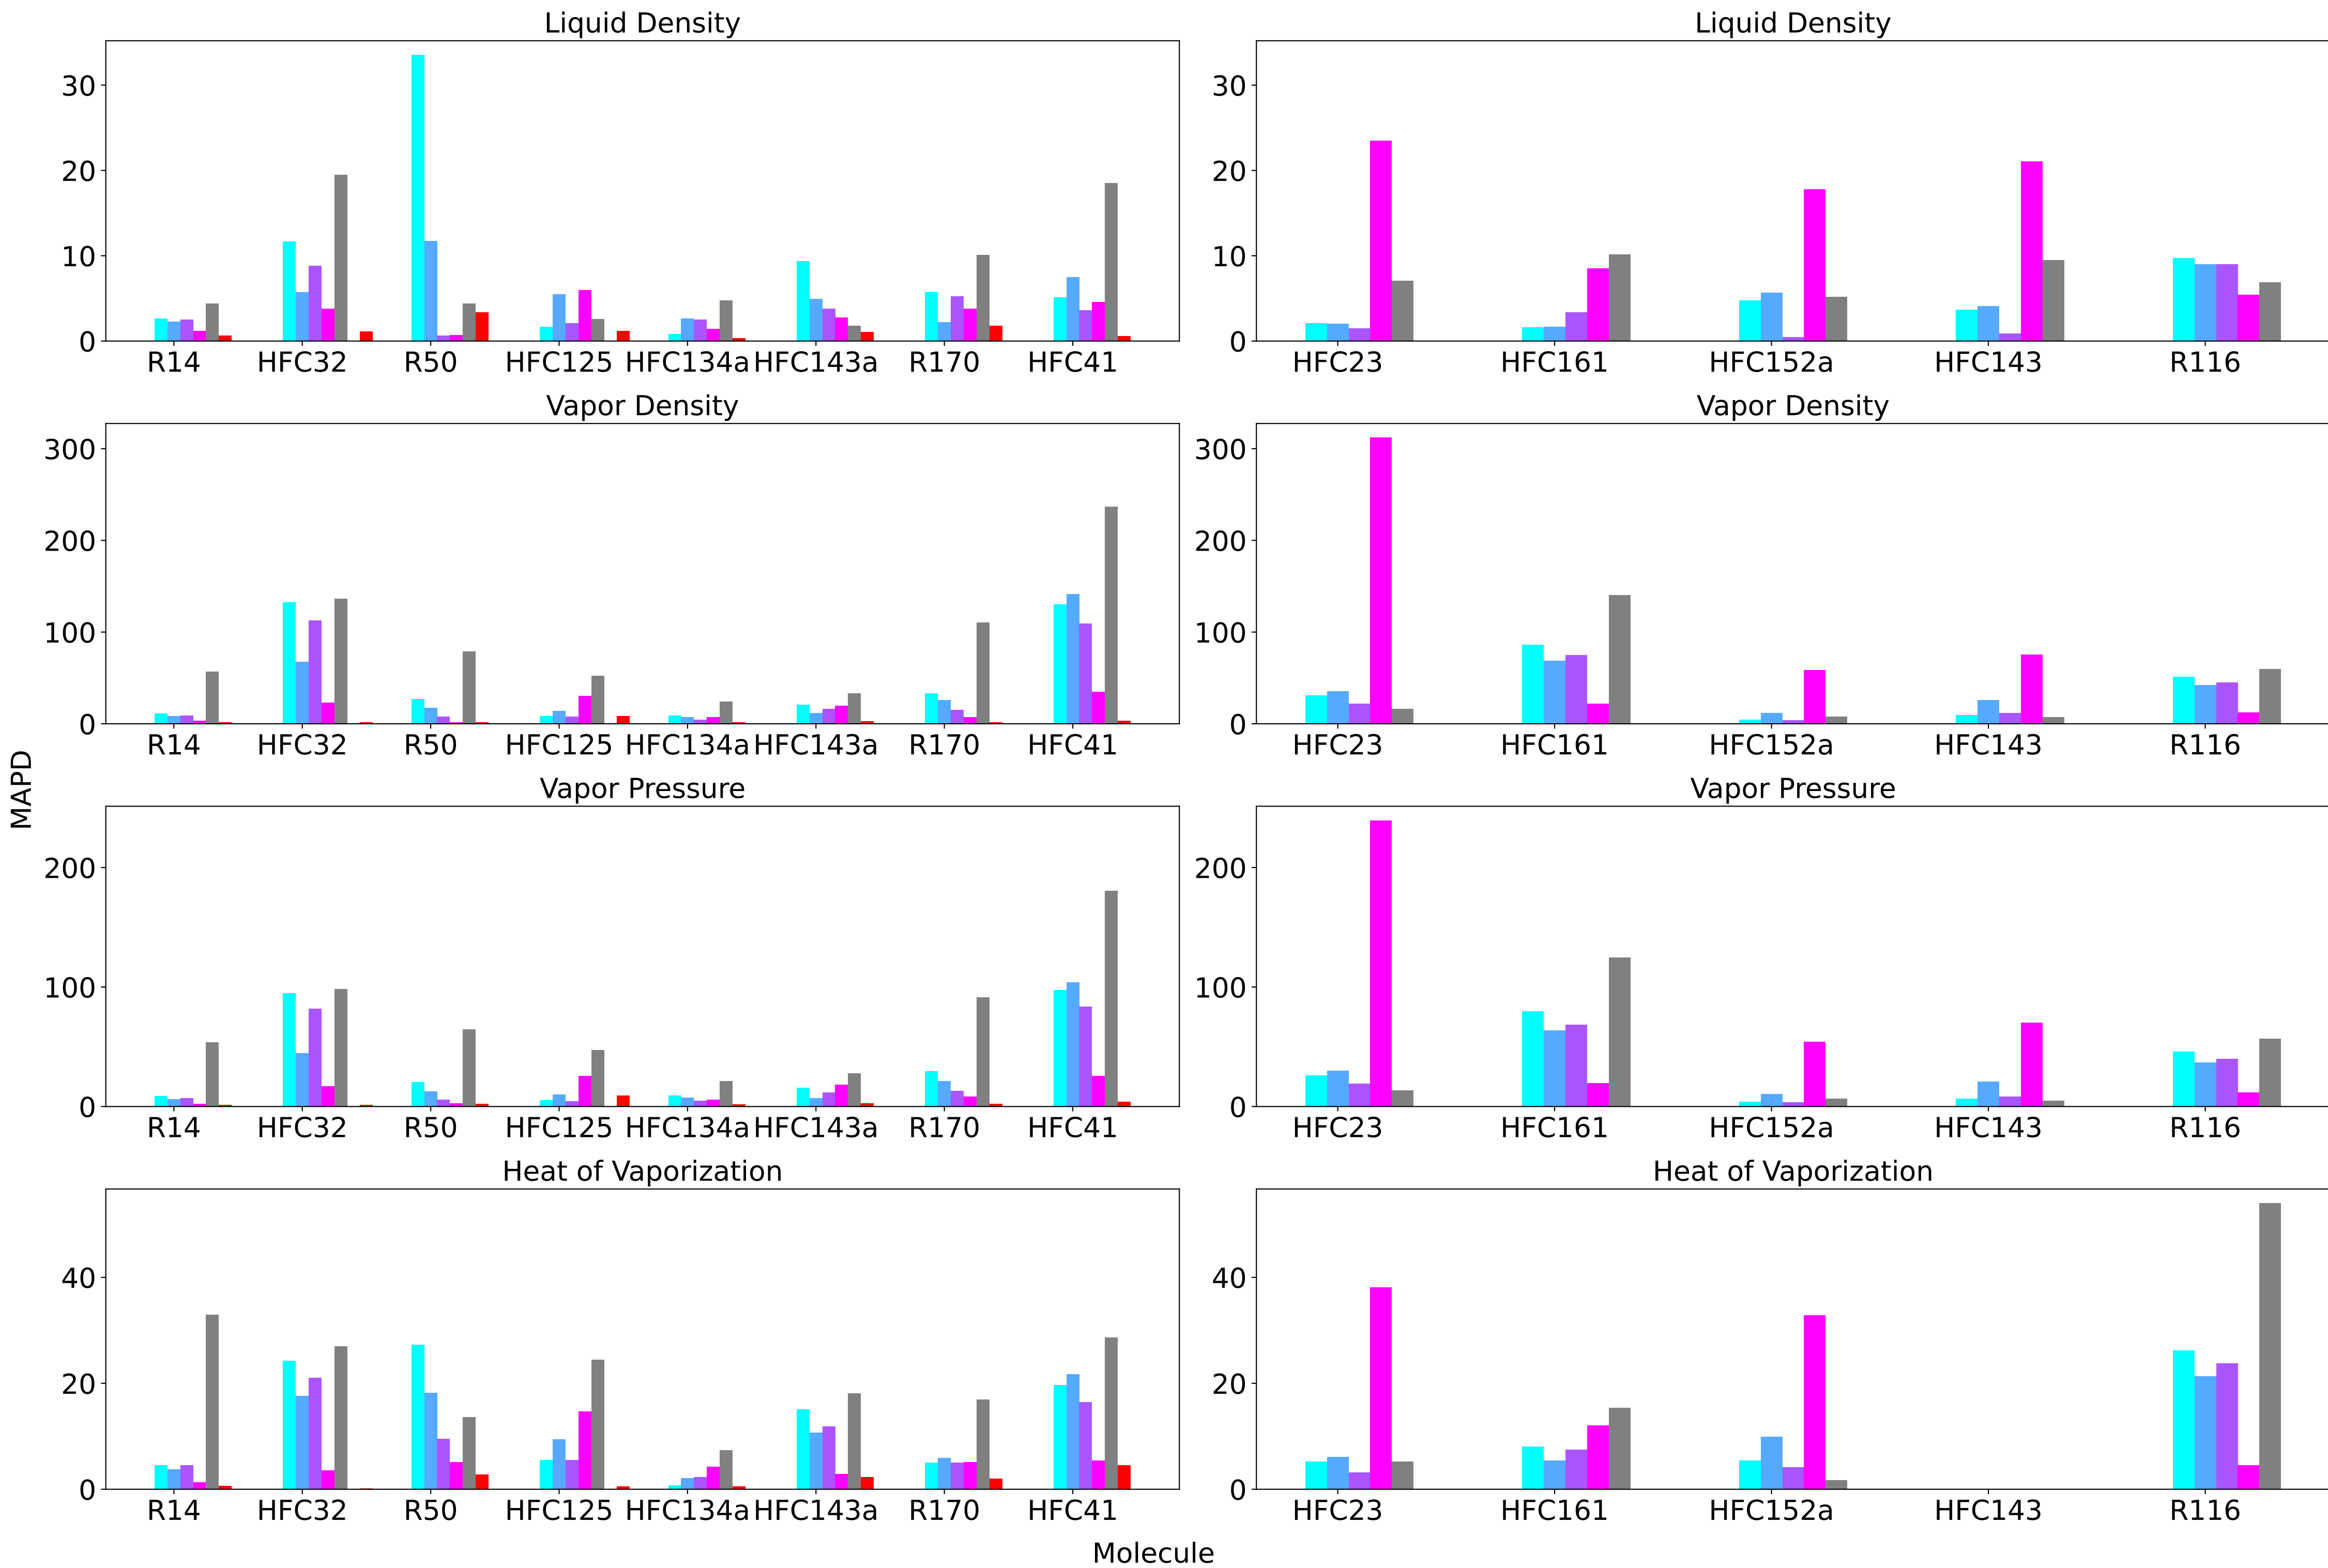 Liquid Density
30
20
10
0
R14 HFC32 R50 HFC125 HFC134a HFC143a R170 HFC41
Liquid Density
30
20
10
0
HFC23 HFC161 HFC152a HFC143 R116
Vapor Density
300
200
100
0
R14 HFC32 R50 HFC125 HFC134a HFC143a R170 HFC41
Vapor Density
300
200
100
0
HFC23 HFC161 HFC152a HFC143 R116
MAPD
Vapor Pressure
200
100
0
R14 HFC32 R50 HFC125 HFC134a HFC143a R170 HFC41
Vapor Pressure
200
100
0
HFC23 HFC161 HFC152a HFC143 R116
Heat of Vaporization
40
20
0
R14 HFC32 R50 HFC125 HFC134a HFC143a R170 HFC41
Heat of Vaporization
40
20
0
HFC23 HFC161 HFC152a HFC143 R116
Molecule